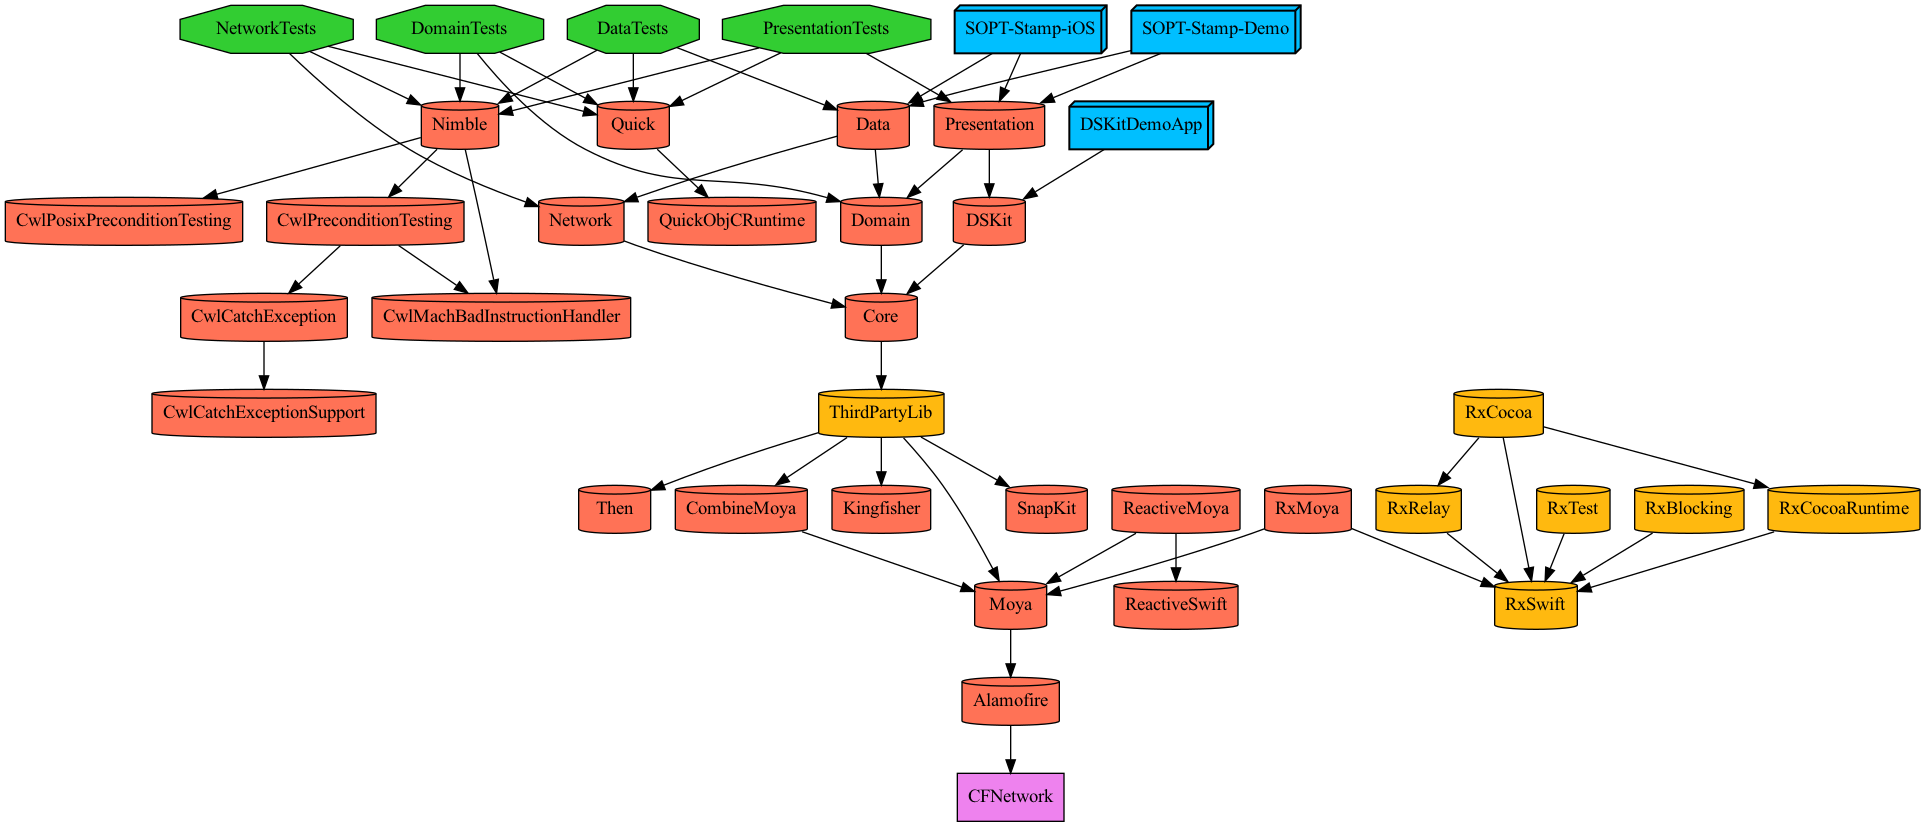 NetworkTests
DomainTests
DataTests
PresentationTests
SOPT-Stamp-iOS
SOPT-Stamp-Demo
Nimble
Quick
Data
Presentation
DSKitDemoApp
CwlPosixPreconditionTesting
CwlPreconditionTesting
Network
QuickObjCRuntime
Domain
DSKit
CwlCatchException
CwlMachBadInstructionHandler
Core
CwlCatchExceptionSupport
ThirdPartyLib
RxCocoa
Then
CombineMoya
Kingfisher
SnapKit
ReactiveMoya
RxMoya
RxRelay
RxTest
RxBlocking
RxCocoaRuntime
Moya
ReactiveSwift
RxSwift
Alamofire
CFNetwork